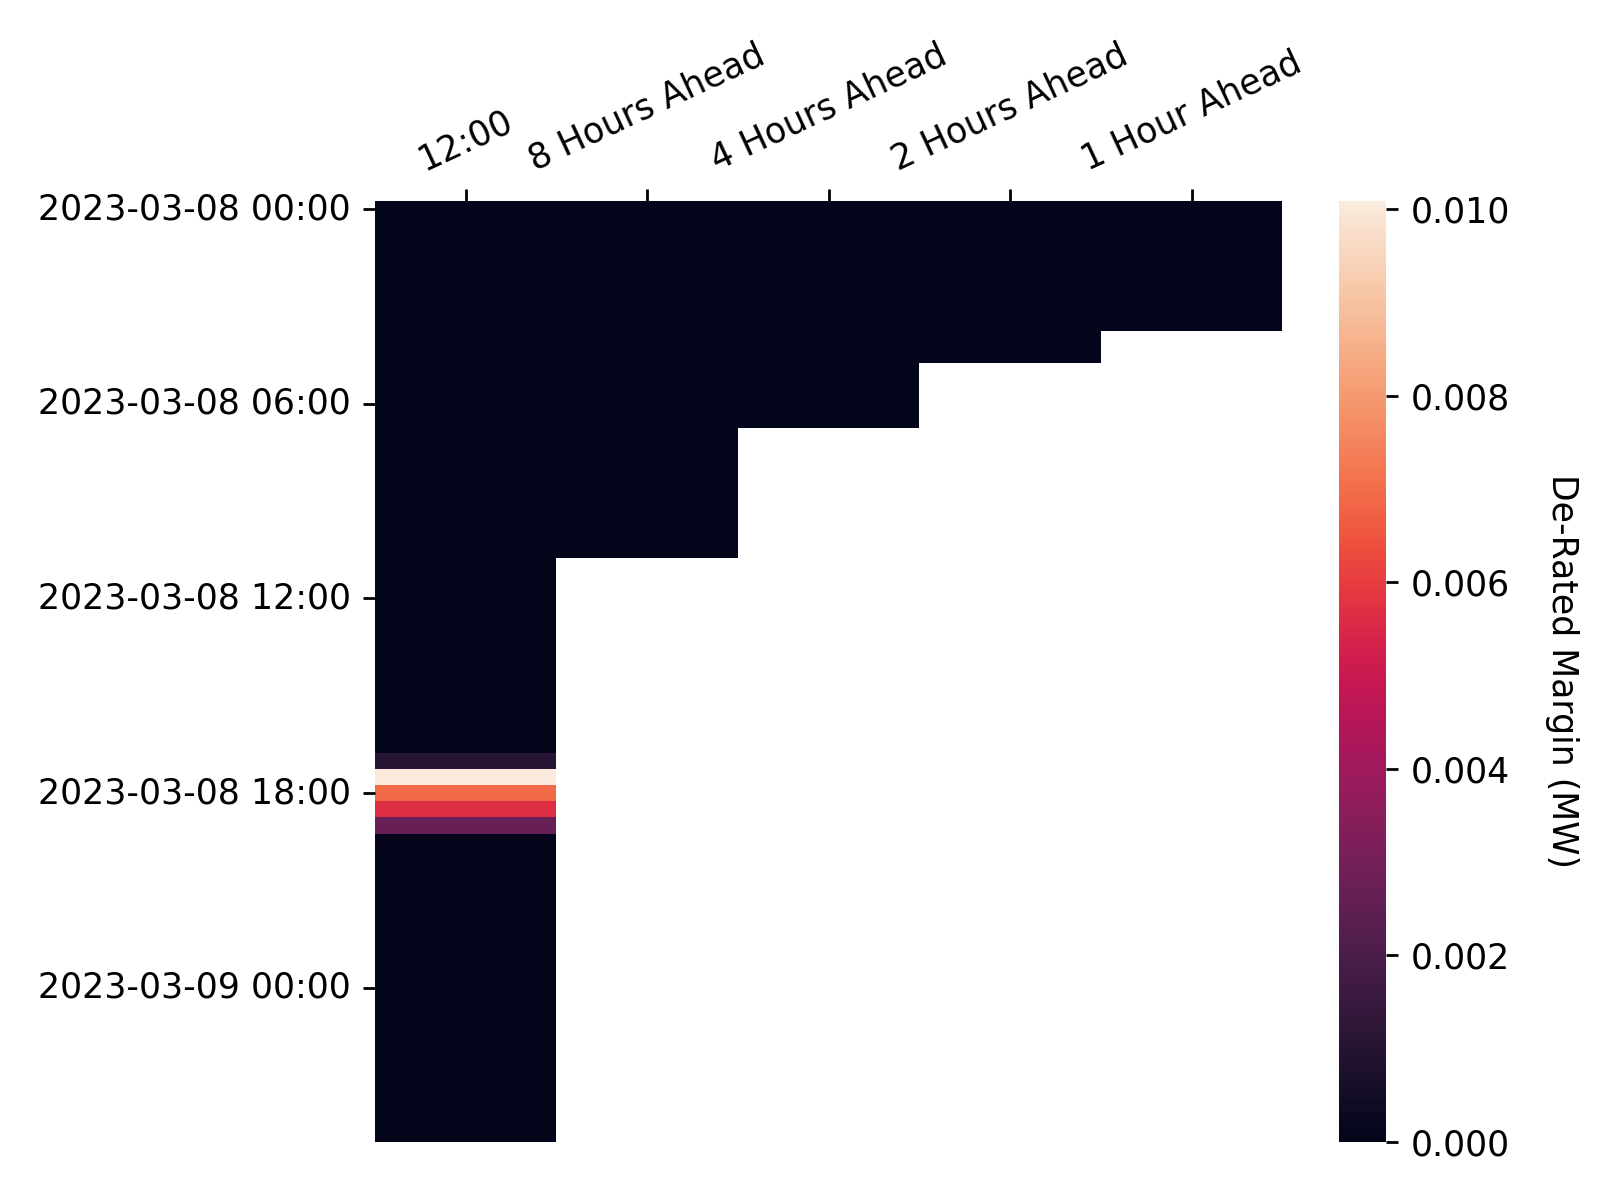 12:00
8 Hours Ahead
4 Hours Ahead
2 Hours Ahead
1 Hour Ahead
2023-03-08 00:00
2023-03-08 06:00
2023-03-08 12:00
2023-03-08 18:00
2023-03-09 00:00
0.010
0.008
0.006
0.004
0.002
0.000
De-Rated Margin (MW)